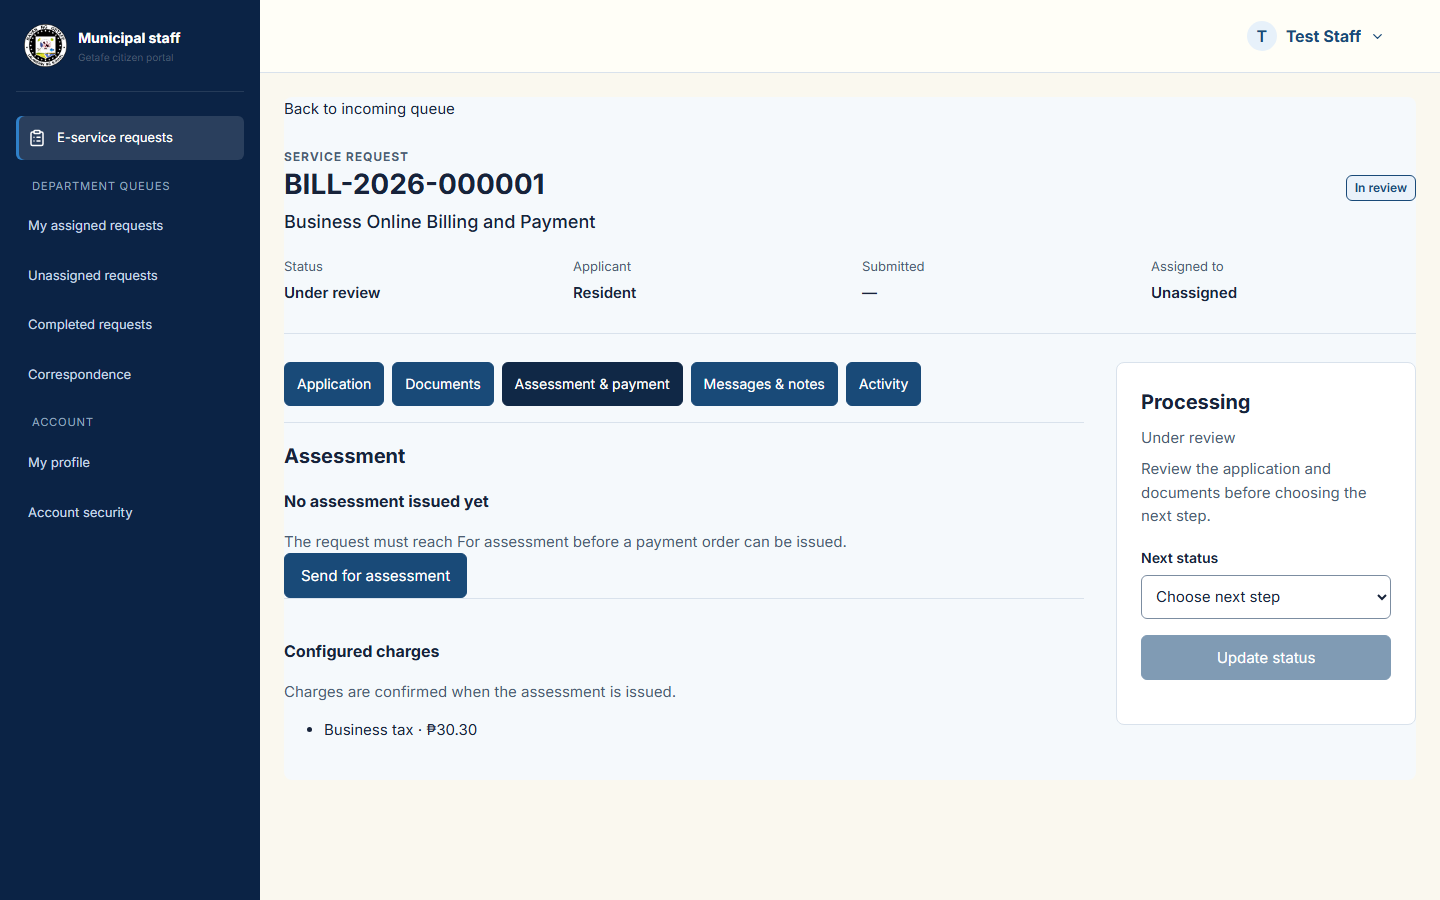 Municipal staff
Getafe citizen portal
E-service requests
DEPARTMENT QUEUES
My assigned requests
Unassigned requests
Completed requests
Correspondence
ACCOUNT
My profile
Account security
T Test Staff
Back to incoming queue
SERVICE REQUEST
BILL-2026-000001
In review
Business Online Billing and Payment
Status Applicant Submitted Assigned to
Under review Resident — Unassigned
Application Documents Assessment & payment Messages & notes Activity
Assessment
No assessment issued yet
The request must reach For assessment before a payment order can be issued.
Send for assessment
Configured charges
Charges are confirmed when the assessment is issued.
• Business tax · ₱30.30
Processing
Under review
Review the application and
documents before choosing the
next step.
Next status
Choose next step
Update status